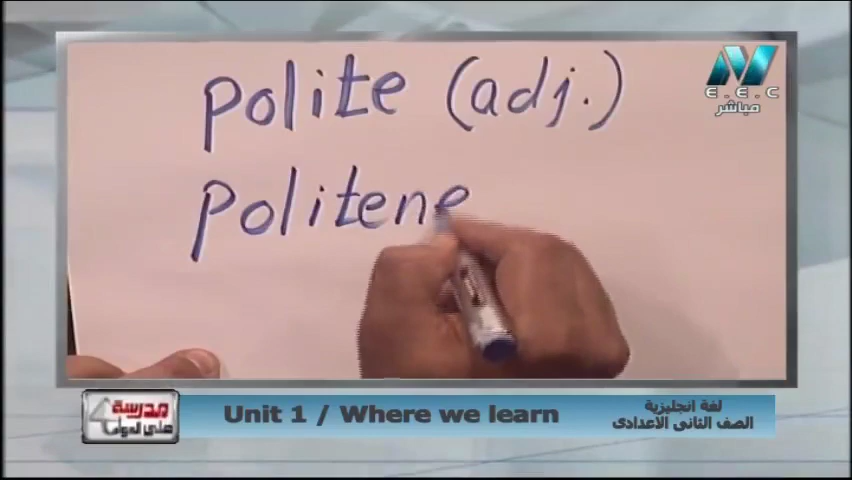 polite (adj.)
politene
E.E.C
مباشر
مدرسة
على الهواء
Unit 1 / Where we learn
لغة انجليزية
الصف الثانى الاعدادى